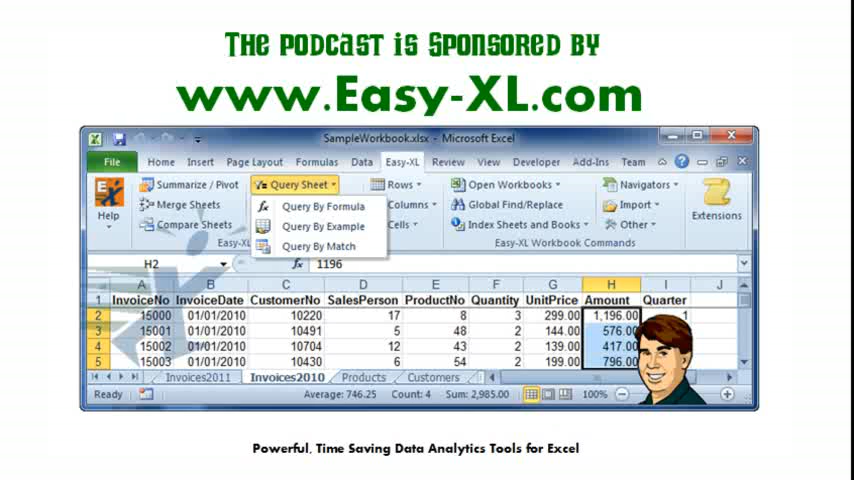 The Podcast is Sponsored by
www.Easy-XL.com
SampleWorkbook.xlsx - Microsoft Excel
File Home Insert Page Layout Formulas Data Easy-XL Review View Developer Add-Ins Team
Summarize / Pivot Query Sheet Rows Open Workbooks Navigators
Help Merge Sheets Query By Formula Columns Global Find/Replace Import Extensions
Compare Sheets Query By Example Cells Index Sheets and Books Other
Query By Match
Easy-XL Easy-XL Workbook Commands
H2 fx 1196
A B C D E F G H I J
1 InvoiceNo InvoiceDate CustomerNo SalesPerson ProductNo Quantity UnitPrice Amount Quarter
2 15000 01/01/2010 10220 17 8 3 299.00 1,196.00 1
3 15001 01/01/2010 10491 5 48 2 144.00 576.00
4 15002 01/01/2010 10704 12 43 2 139.00 417.00
5 15003 01/01/2010 10430 6 54 2 199.00 796.00
Invoices2011 Invoices2010 Products Customers
Ready Average: 746.25 Count: 4 Sum: 2,985.00 100%
Powerful, Time Saving Data Analytics Tools for Excel